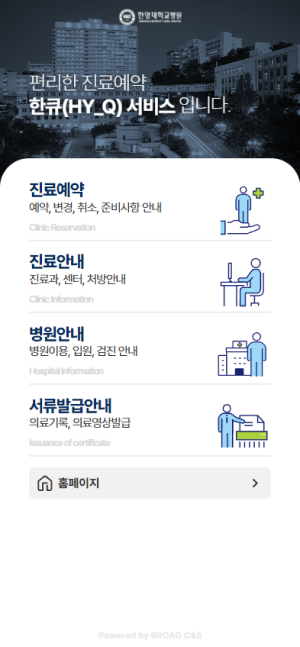 한양대학교병원
편리한 진료예약
한큐(HY_Q) 서비스 입니다.
진료예약
예약, 변경, 취소, 준비사항 안내
Clinic Reservation
진료안내
진료과, 센터, 처방안내
Clinic Information
병원안내
병원이용, 입원, 검진 안내
Hospital Information
서류발급안내
의료기록, 의료영상발급
Issuance of certificate
홈페이지
Powered by BROAD C&S